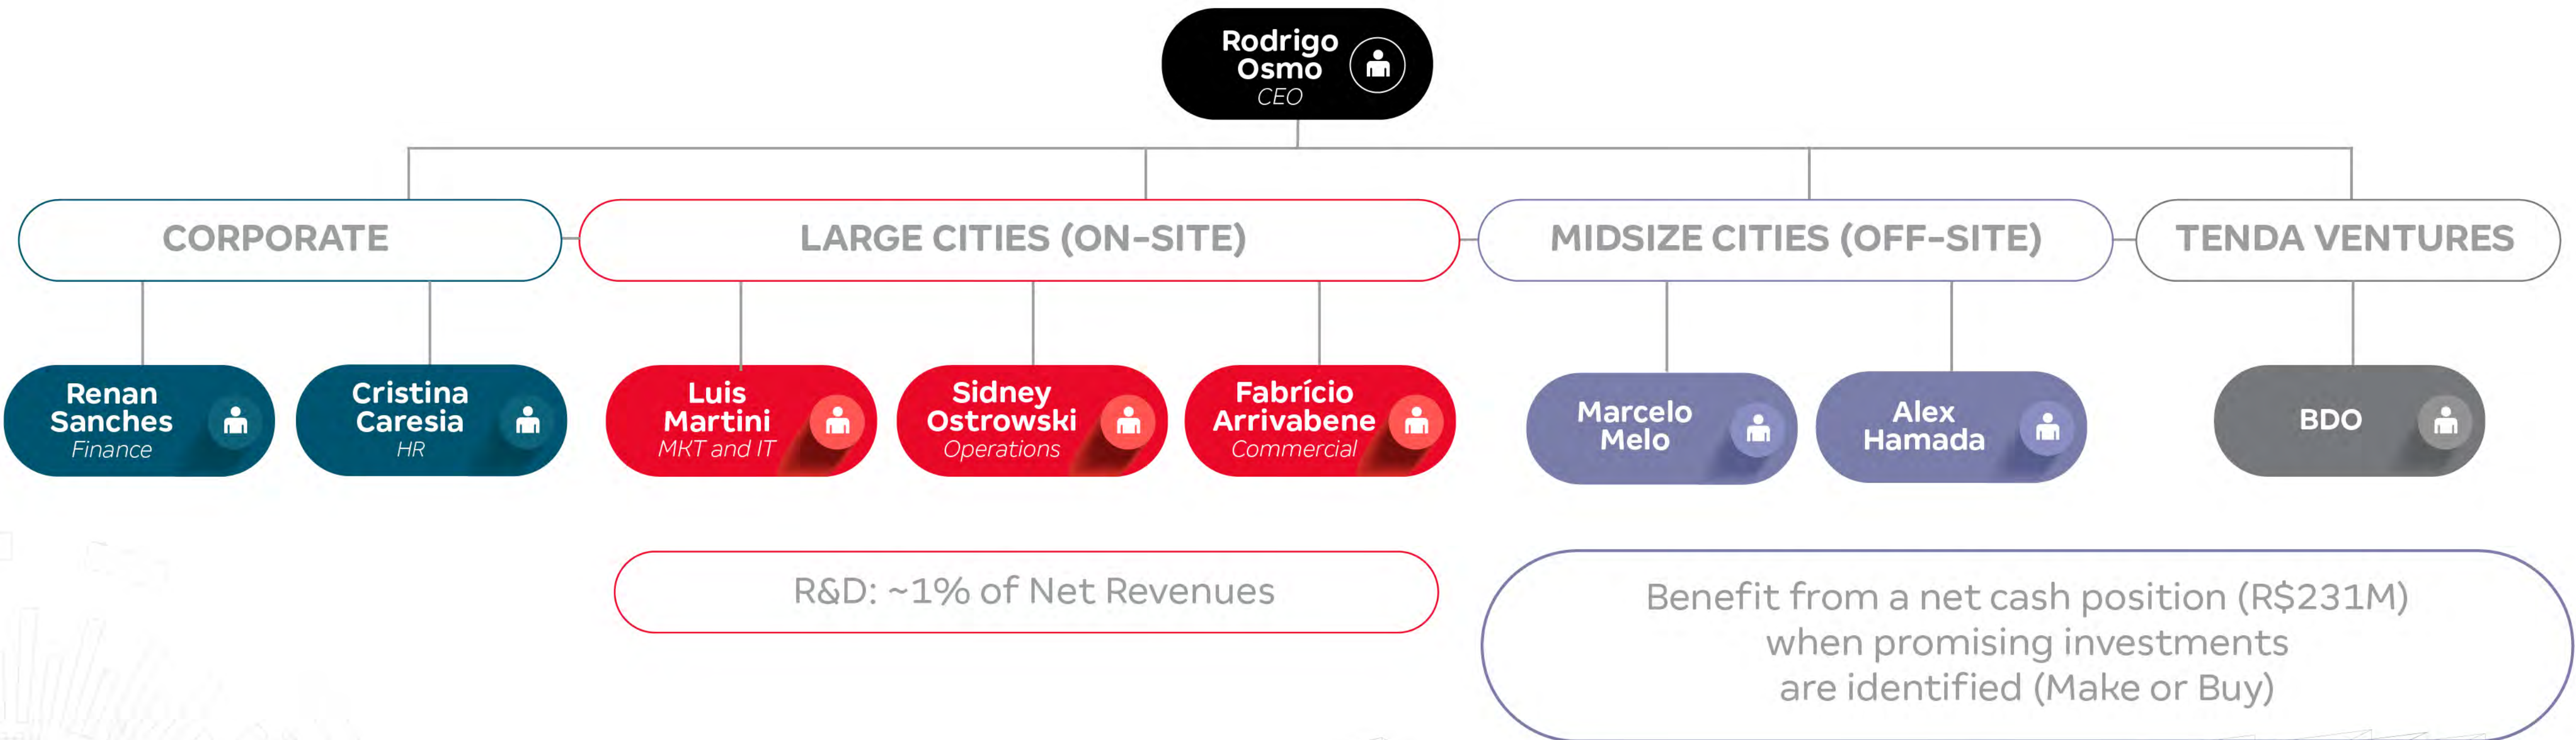 Rodrigo
Osmo
CEO
CORPORATE
LARGE CITIES (ON-SITE)
MIDSIZE CITIES (OFF-SITE)
TENDA VENTURES
Renan
Sanches
Finance
Cristina
Caresia
HR
Luis
Martini
MKT and IT
Sidney
Ostrowski
Operations
Fabrício
Arrivabene
Commercial
Marcelo
Melo
Alex
Hamada
BDO
R&D: ~1% of Net Revenues
Benefit from a net cash position (R$231M)
when promising investments
are identified (Make or Buy)